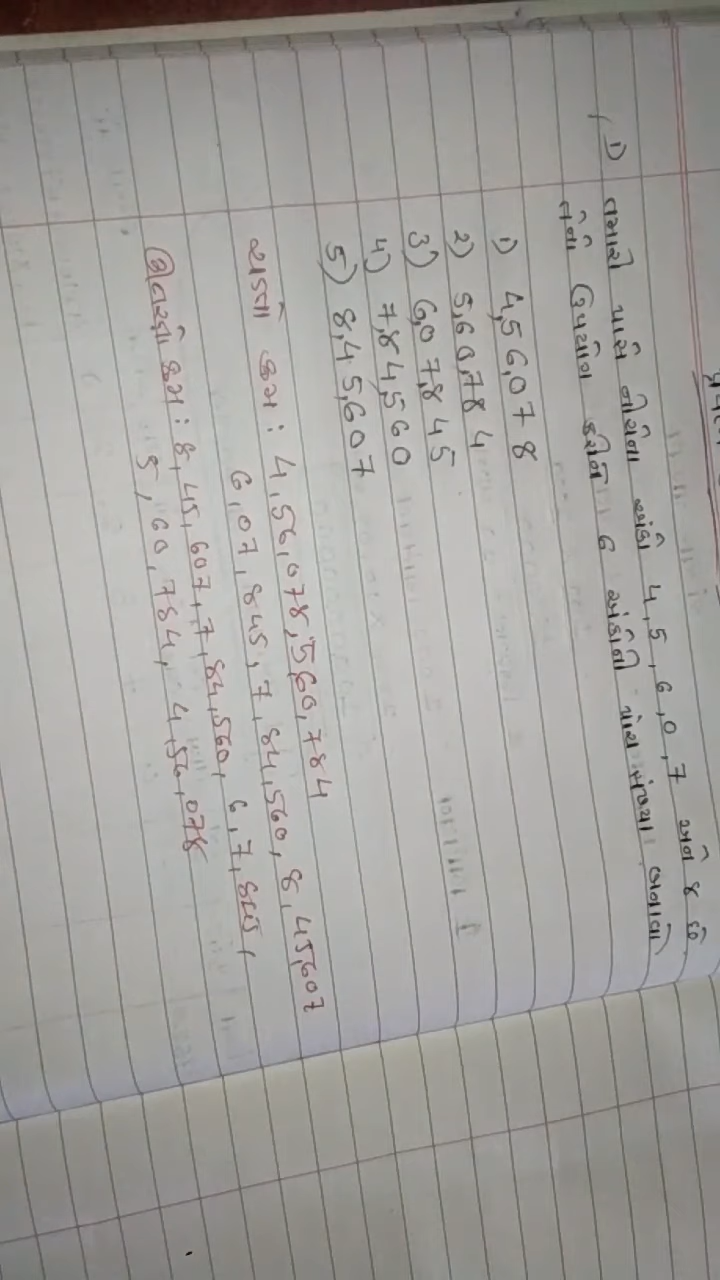 1) તમારી પાસે નીચેના અંકો 4, 5, 6, 0, 7 અને 8 છે
તેનો ઉપયોગ કરીને 6 અંકોની પાંચ સંખ્યા બનાવો
1) 4,56,078
2) 5,60,784
3) 6,07,845
4) 7,84,560
5) 8,45,607
ચડતો ક્રમ : 4,56,078, 5,60,784
6,07,845, 7,84,560, 8,45,607
ઊતરતો ક્રમ : 8,45,607, 7,84,560, 6,7,845,
5,60,784, 4,56,078